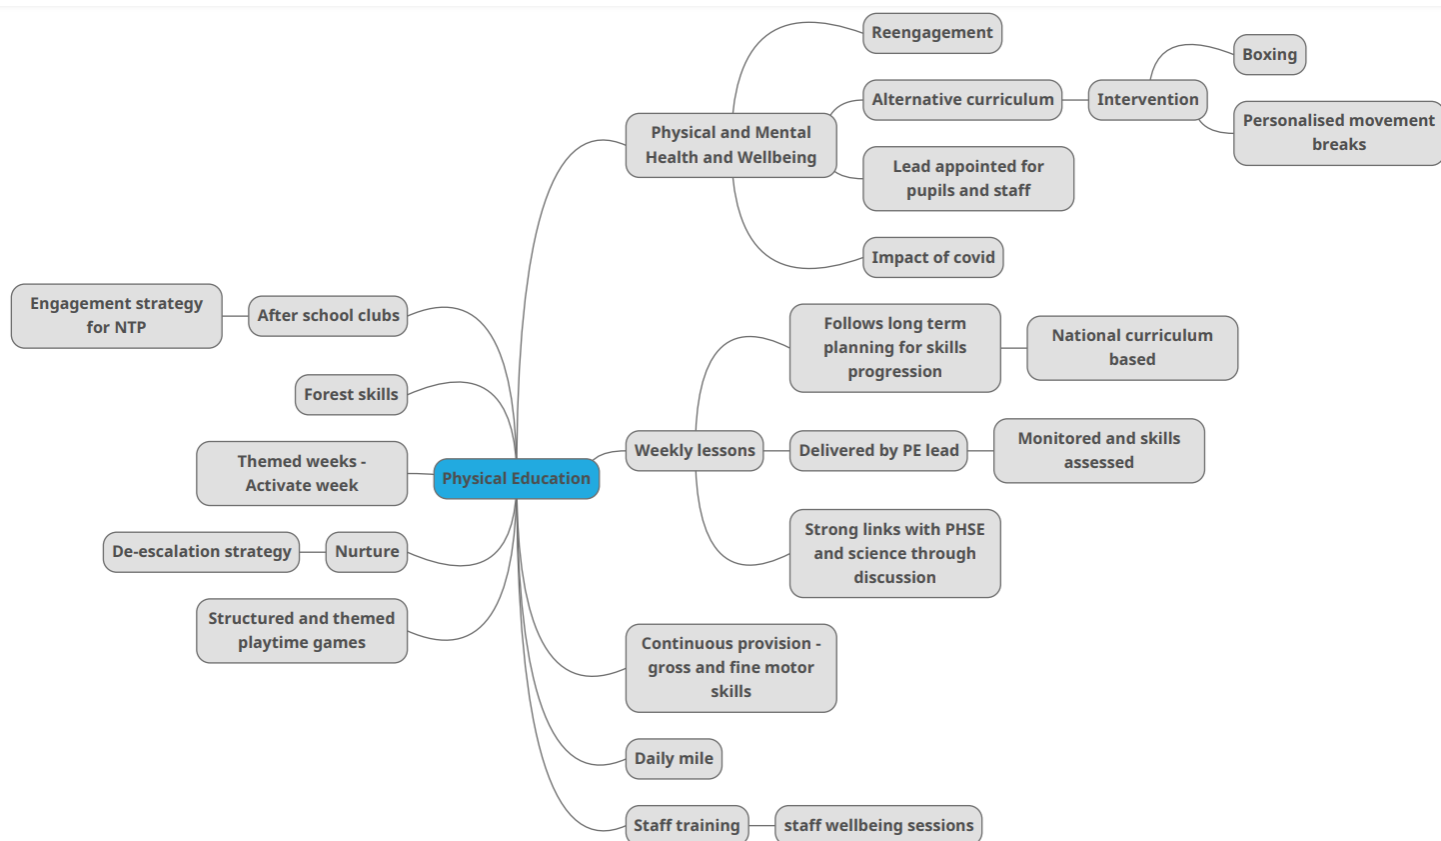 Physical Education
Physical and Mental
Health and Wellbeing
Reengagement
Alternative curriculum
Intervention
Boxing
Personalised movement
breaks
Lead appointed for
pupils and staff
Impact of covid
Weekly lessons
Follows long term
planning for skills
progression
National curriculum
based
Delivered by PE lead
Monitored and skills
assessed
Strong links with PHSE
and science through
discussion
Continuous provision -
gross and fine motor
skills
Daily mile
Staff training
staff wellbeing sessions
After school clubs
Engagement strategy
for NTP
Forest skills
Themed weeks -
Activate week
Nurture
De-escalation strategy
Structured and themed
playtime games